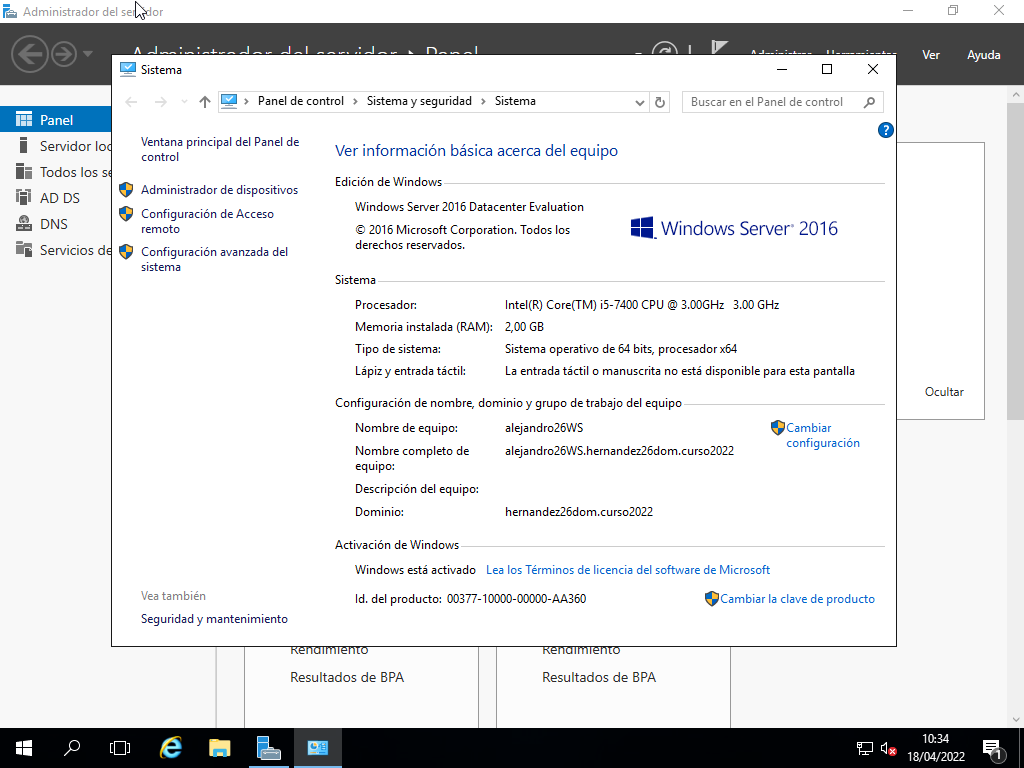 Administrador del servidor
Administrador del servidor ▸ Panel
Administrar
Herramientas
Ver
Ayuda
Sistema
Panel de control
Sistema y seguridad
Sistema
Buscar en el Panel de control
Panel
Servidor loc
Todos los se
AD DS
DNS
Servicios de
Ventana principal del Panel de
control
Administrador de dispositivos
Configuración de Acceso
remoto
Configuración avanzada del
sistema
Vea también
Seguridad y mantenimiento
Ver información básica acerca del equipo
Edición de Windows
Windows Server 2016 Datacenter Evaluation
© 2016 Microsoft Corporation. Todos los
derechos reservados.
Windows Server® 2016
Sistema
Procesador: Intel(R) Core(TM) i5-7400 CPU @ 3.00GHz 3.00 GHz
Memoria instalada (RAM): 2,00 GB
Tipo de sistema: Sistema operativo de 64 bits, procesador x64
Lápiz y entrada táctil: La entrada táctil o manuscrita no está disponible para esta pantalla
Configuración de nombre, dominio y grupo de trabajo del equipo
Nombre de equipo: alejandro26WS
Cambiar
configuración
Nombre completo de
equipo:
alejandro26WS.hernandez26dom.curso2022
Descripción del equipo:
Dominio: hernandez26dom.curso2022
Activación de Windows
Windows está activado Lea los Términos de licencia del software de Microsoft
Id. del producto: 00377-10000-00000-AA360
Cambiar la clave de producto
Ocultar
Rendimiento
Resultados de BPA
Rendimiento
Resultados de BPA
10:34
18/04/2022
1